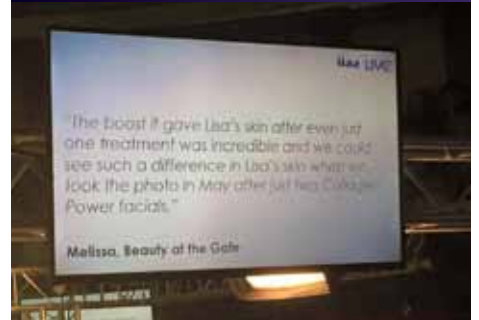 LIVE!
"The boost it gave Lisa's skin after even just
one treatment was incredible and we could
see such a difference in Lisa's skin when we
took the photo in May after just two Collagen
Power facials."
Melissa, Beauty at the Gate